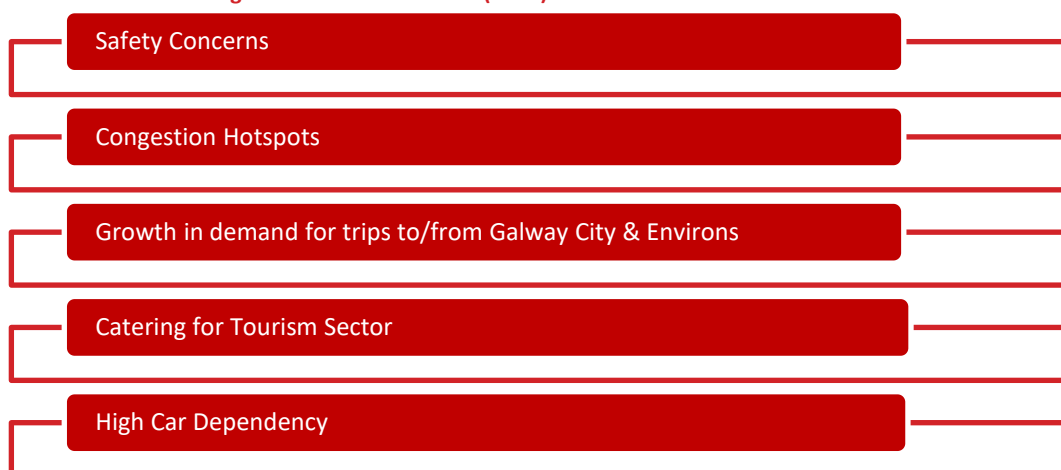 Safety Concerns
Congestion Hotspots
Growth in demand for trips to/from Galway City & Environs
Catering for Tourism Sector
High Car Dependency